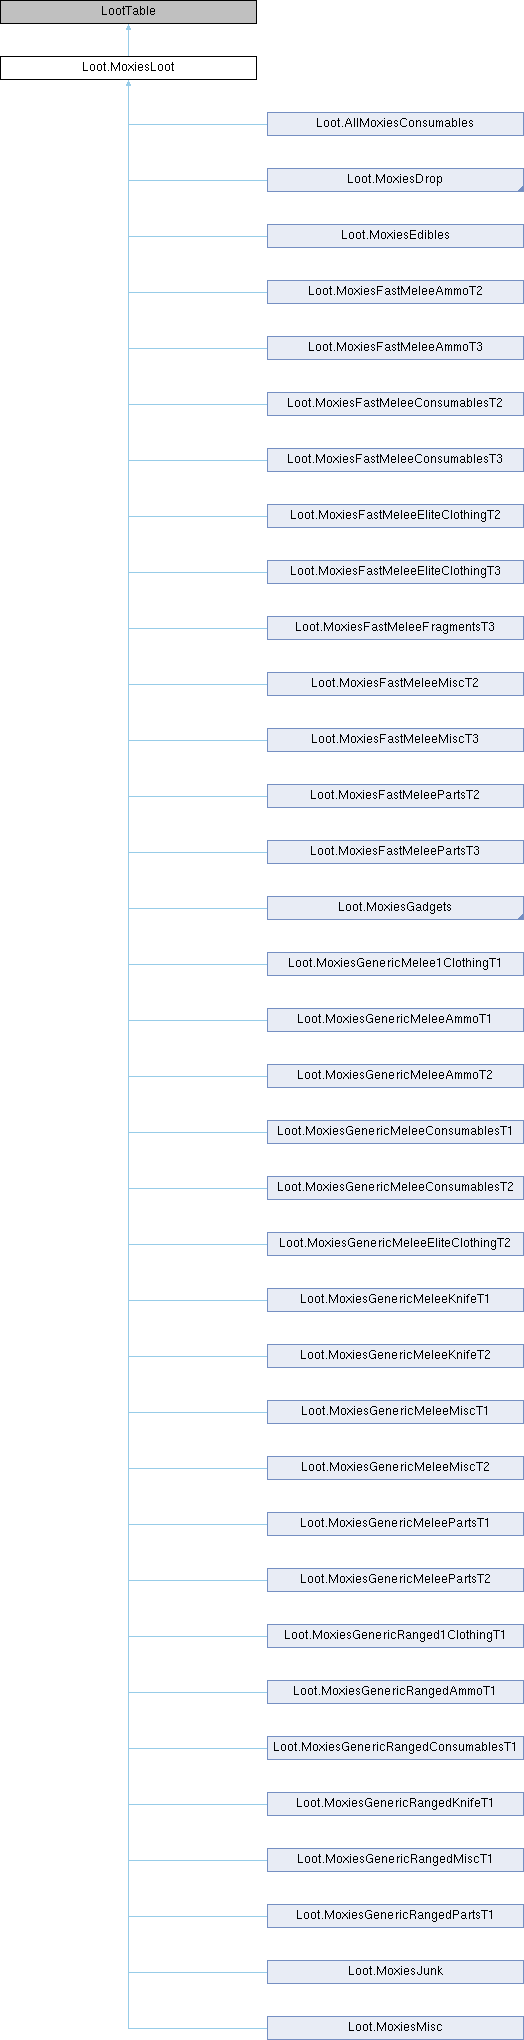 LootTable
Loot.MoxiesLoot
Loot.AllMoxiesConsumables
Loot.MoxiesDrop
Loot.MoxiesEdibles
Loot.MoxiesFastMeleeAmmoT2
Loot.MoxiesFastMeleeAmmoT3
Loot.MoxiesFastMeleeConsumablesT2
Loot.MoxiesFastMeleeConsumablesT3
Loot.MoxiesFastMeleeEliteClothingT2
Loot.MoxiesFastMeleeEliteClothingT3
Loot.MoxiesFastMeleeFragmentsT3
Loot.MoxiesFastMeleeMiscT2
Loot.MoxiesFastMeleeMiscT3
Loot.MoxiesFastMeleePartsT2
Loot.MoxiesFastMeleePartsT3
Loot.MoxiesGadgets
Loot.MoxiesGenericMelee1ClothingT1
Loot.MoxiesGenericMeleeAmmoT1
Loot.MoxiesGenericMeleeAmmoT2
Loot.MoxiesGenericMeleeConsumablesT1
Loot.MoxiesGenericMeleeConsumablesT2
Loot.MoxiesGenericMeleeEliteClothingT2
Loot.MoxiesGenericMeleeKnifeT1
Loot.MoxiesGenericMeleeKnifeT2
Loot.MoxiesGenericMeleeMiscT1
Loot.MoxiesGenericMeleeMiscT2
Loot.MoxiesGenericMeleePartsT1
Loot.MoxiesGenericMeleePartsT2
Loot.MoxiesGenericRanged1ClothingT1
Loot.MoxiesGenericRangedAmmoT1
Loot.MoxiesGenericRangedConsumablesT1
Loot.MoxiesGenericRangedKnifeT1
Loot.MoxiesGenericRangedMiscT1
Loot.MoxiesGenericRangedPartsT1
Loot.MoxiesJunk
Loot.MoxiesMisc